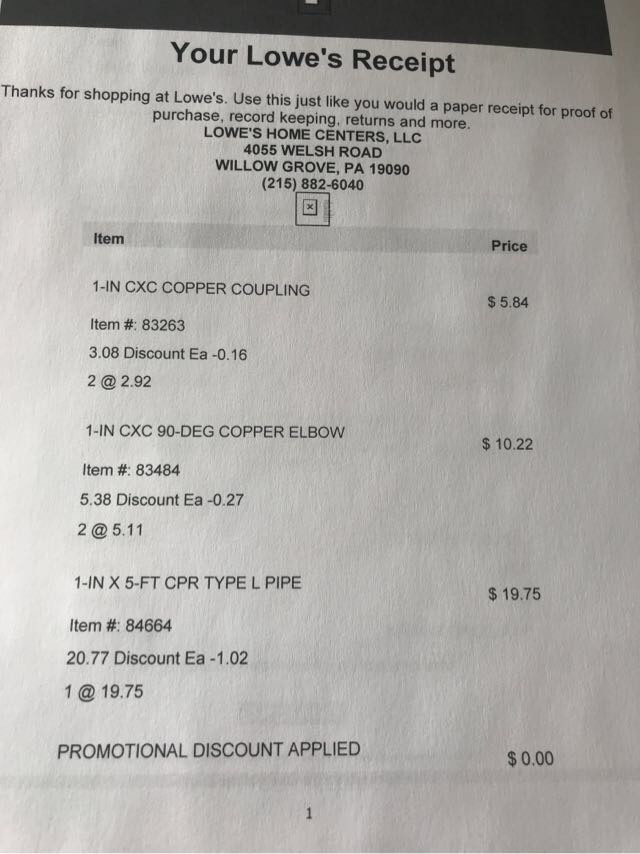 Your Lowe's Receipt
Thanks for shopping at Lowe's. Use this just like you would a paper receipt for proof of
purchase, record keeping, returns and more.
LOWE'S HOME CENTERS, LLC
4055 WELSH ROAD
WILLOW GROVE, PA 19090
(215) 882-6040
Item Price
1-IN CXC COPPER COUPLING $ 5.84
Item #: 83263
3.08 Discount Ea -0.16
2 @ 2.92
1-IN CXC 90-DEG COPPER ELBOW $ 10.22
Item #: 83484
5.38 Discount Ea -0.27
2 @ 5.11
1-IN X 5-FT CPR TYPE L PIPE $ 19.75
Item #: 84664
20.77 Discount Ea -1.02
1 @ 19.75
PROMOTIONAL DISCOUNT APPLIED $ 0.00
1